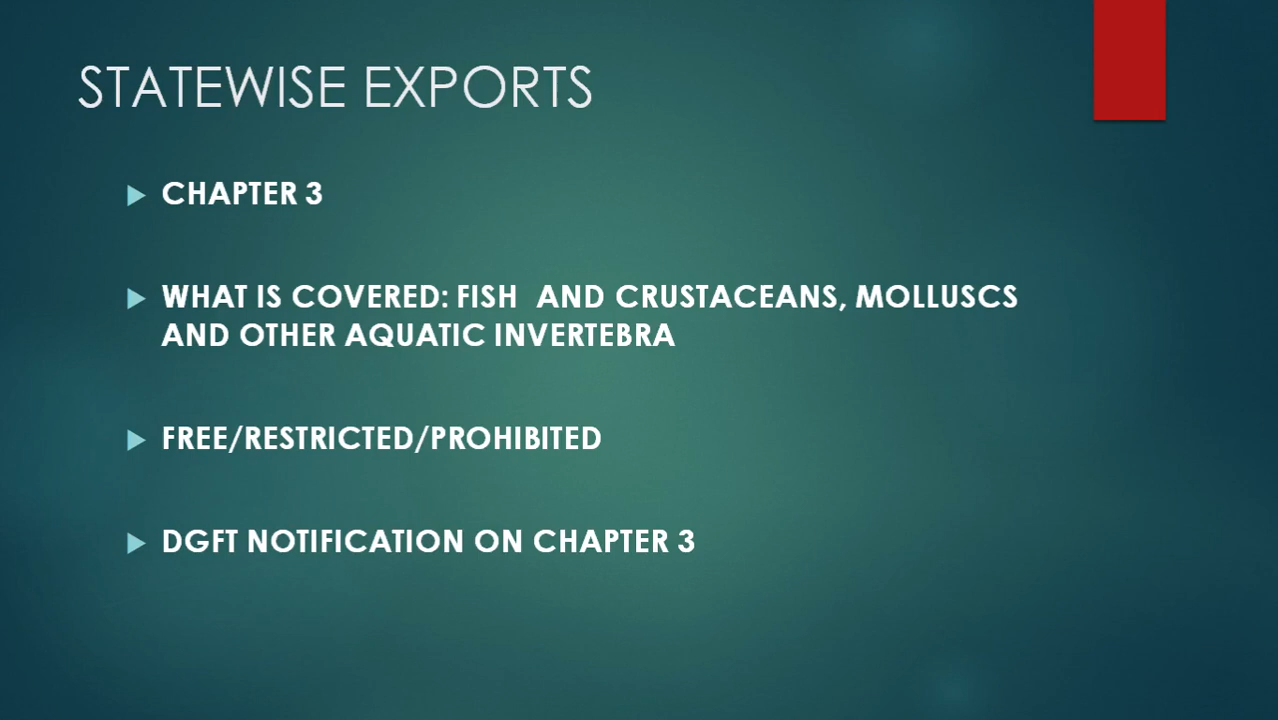 STATEWISE EXPORTS
CHAPTER 3
WHAT IS COVERED: FISH AND CRUSTACEANS, MOLLUSCS
AND OTHER AQUATIC INVERTEBRA
FREE/RESTRICTED/PROHIBITED
DGFT NOTIFICATION ON CHAPTER 3